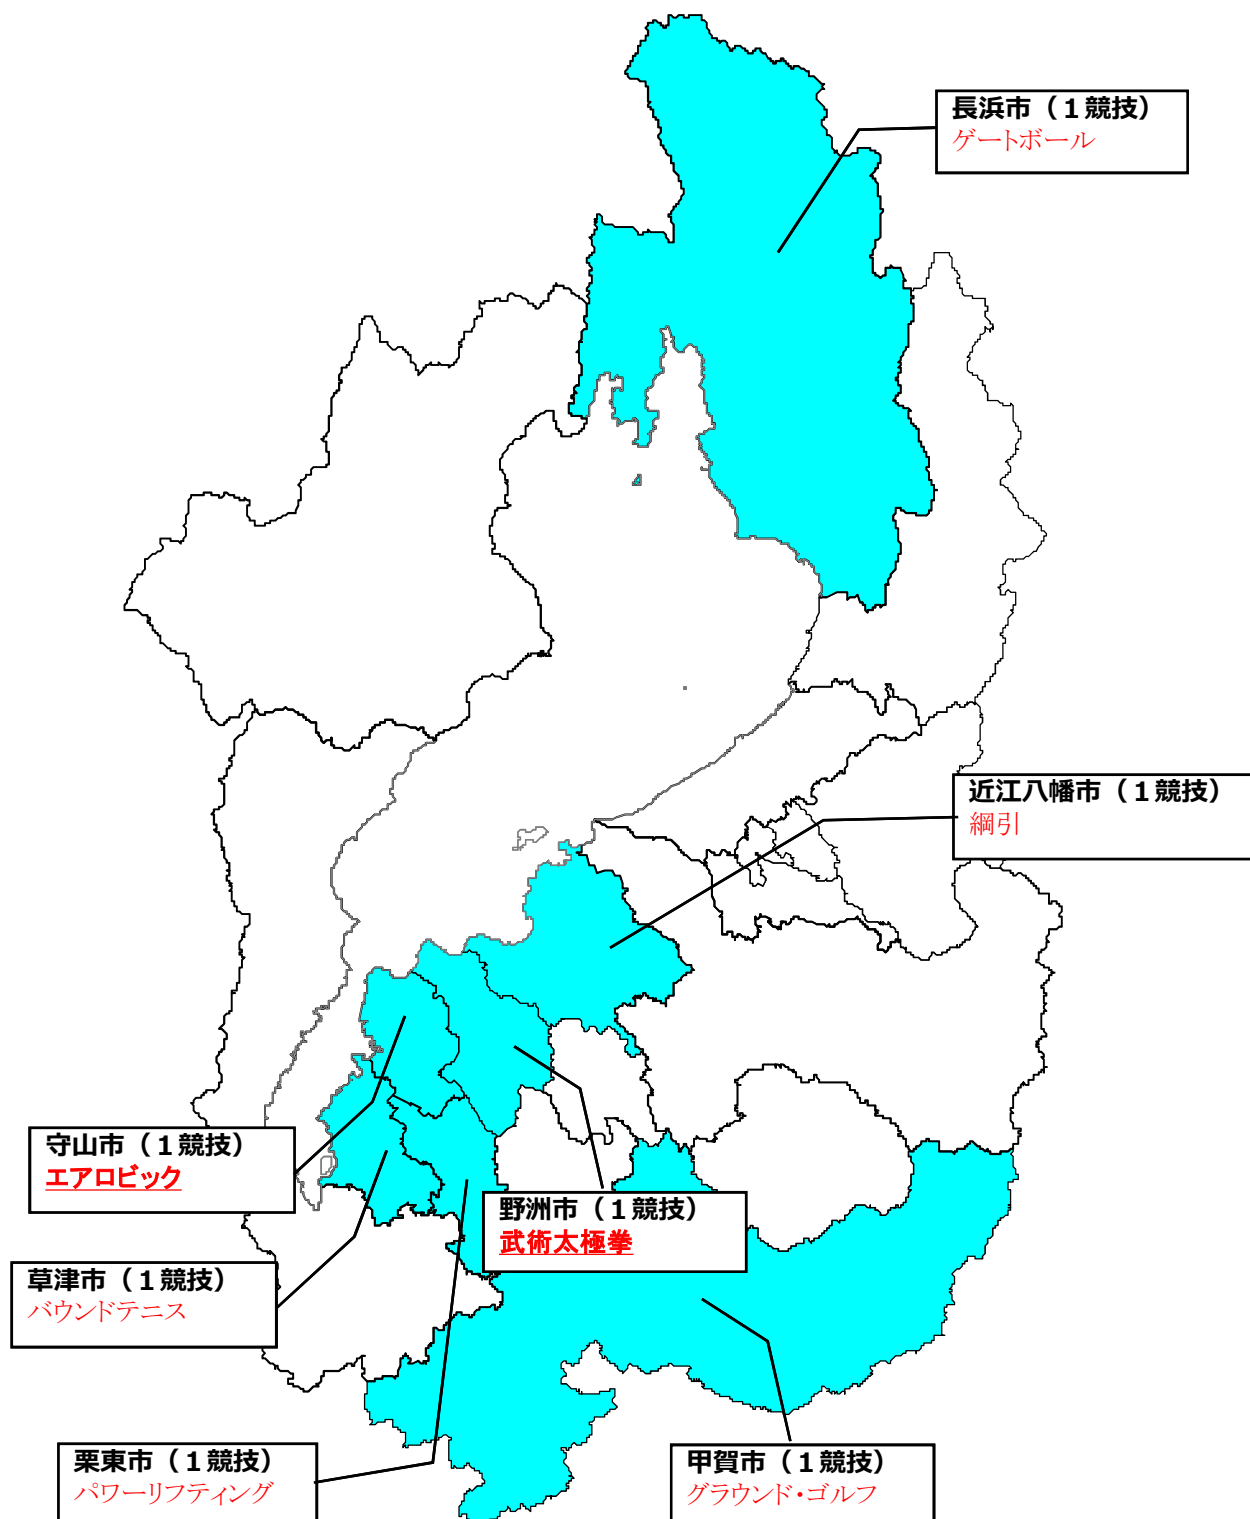 長浜市（１競技）
ゲートボール
近江八幡市（１競技）
綱引
守山市（１競技）
エアロビック
野洲市（１競技）
武術太極拳
草津市（１競技）
バウンドテニス
栗東市（１競技）
パワーリフティング
甲賀市（１競技）
グラウンド・ゴルフ